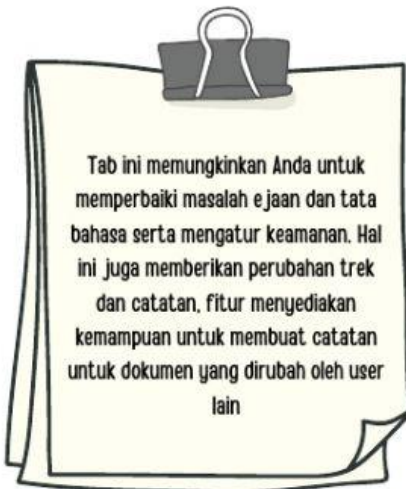 Tab ini memungkinkan Anda untuk
memperbaiki masalah ejaan dan tata
bahasa serta mengatur keamanan. Hal
ini juga memberikan perubahan trek
dan catatan, fitur menyediakan
kemampuan untuk membuat catatan
untuk dokumen yang dirubah oleh user
lain